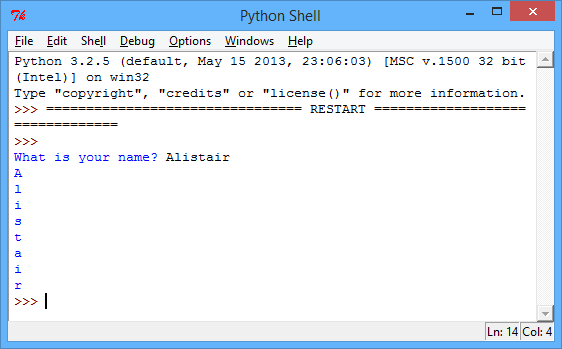 Python Shell
File Edit Shell Debug Options Windows Help
Python 3.2.5 (default, May 15 2013, 23:06:03) [MSC v.1500 32 bit
(Intel)] on win32
Type "copyright", "credits" or "license()" for more information.
>>> ================================ RESTART ===================
=============
>>>
What is your name? Alistair
A
l
i
s
t
a
i
r
>>>
Ln: 14 Col: 4